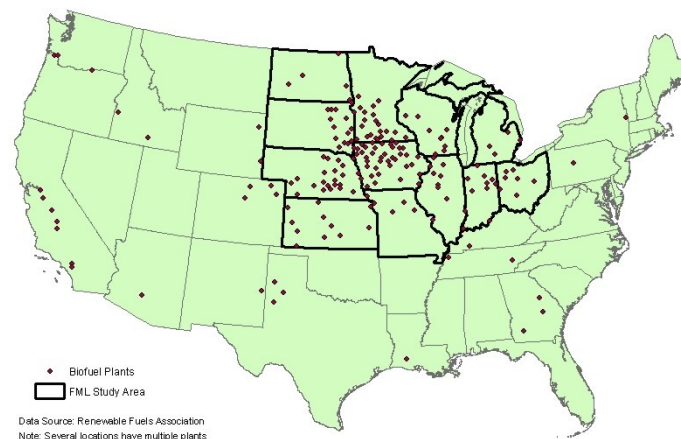 Biofuel Plants
FML Study Area
Data Source: Renewable Fuels Association
Note: Several locations have multiple plants